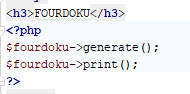 <h3>FOURDOKU</h3>
<?php
$fourdoku->generate();
$fourdoku->print();
?>